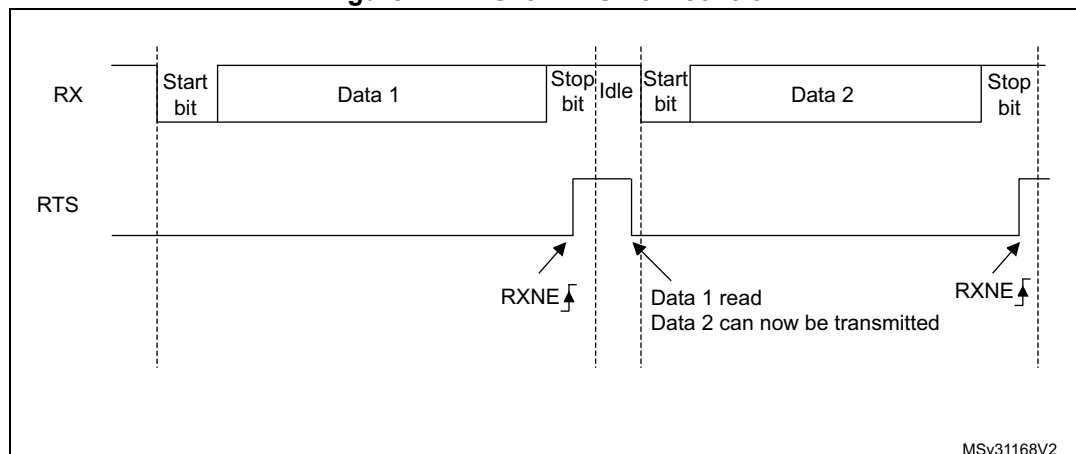 RX
Start
bit
Data 1
Stop
bit
Idle
Start
bit
Data 2
Stop
bit
RTS
RXNE
Data 1 read
Data 2 can now be transmitted
RXNE
MSv31168V2